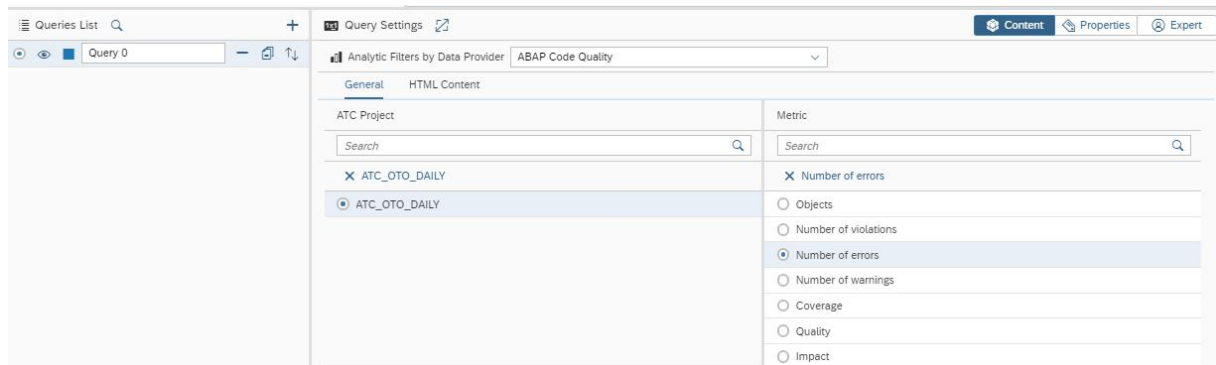 Queries List
Query 0
Query Settings
Content
Properties
Expert
Analytic Filters by Data Provider
ABAP Code Quality
General
HTML Content
ATC Project
Search
ATC_OTO_DAILY
ATC_OTO_DAILY
Metric
Search
Number of errors
Objects
Number of violations
Number of errors
Number of warnings
Coverage
Quality
Impact